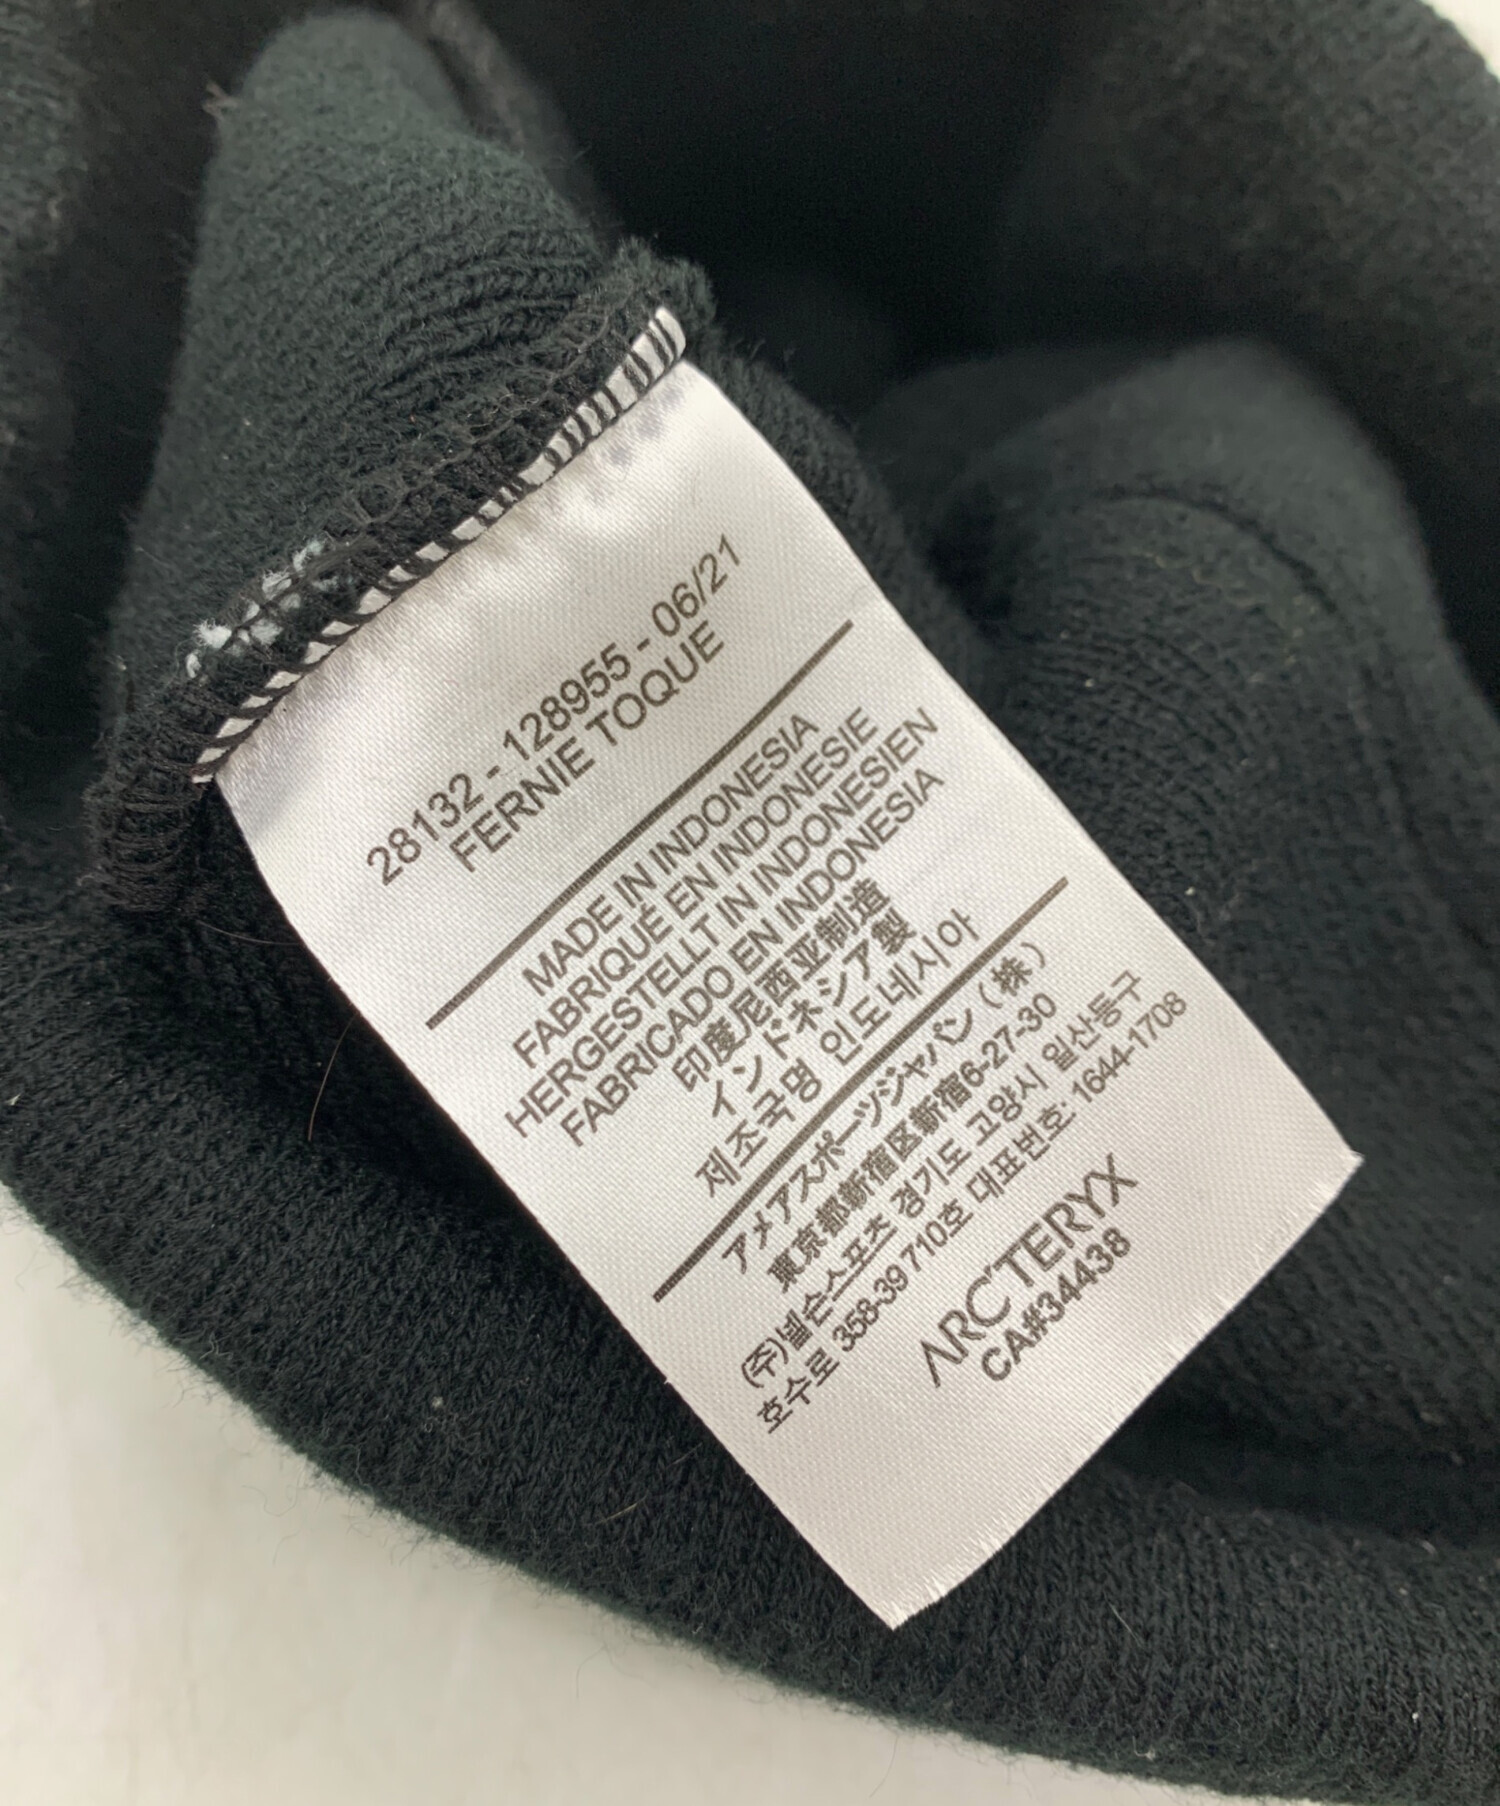 28132 - 128955 - 06/21
FERNIE TOQUE
MADE IN INDONESIA
FABRIQUÉ EN INDONESIE
HERGESTELLT IN INDONESIEN
FABRICADO EN INDONESIA
印度尼西亚制造
インドネシア製
제조국명 인도네시아
アメアスポーツジャパン(株)
東京都新宿区新宿6-27-30
(주)넬슨스포츠 경기도 고양시 일산동구
호수로 358-39 710호 대표번호: 1644-1708
ARC'TERYX
CA#34438